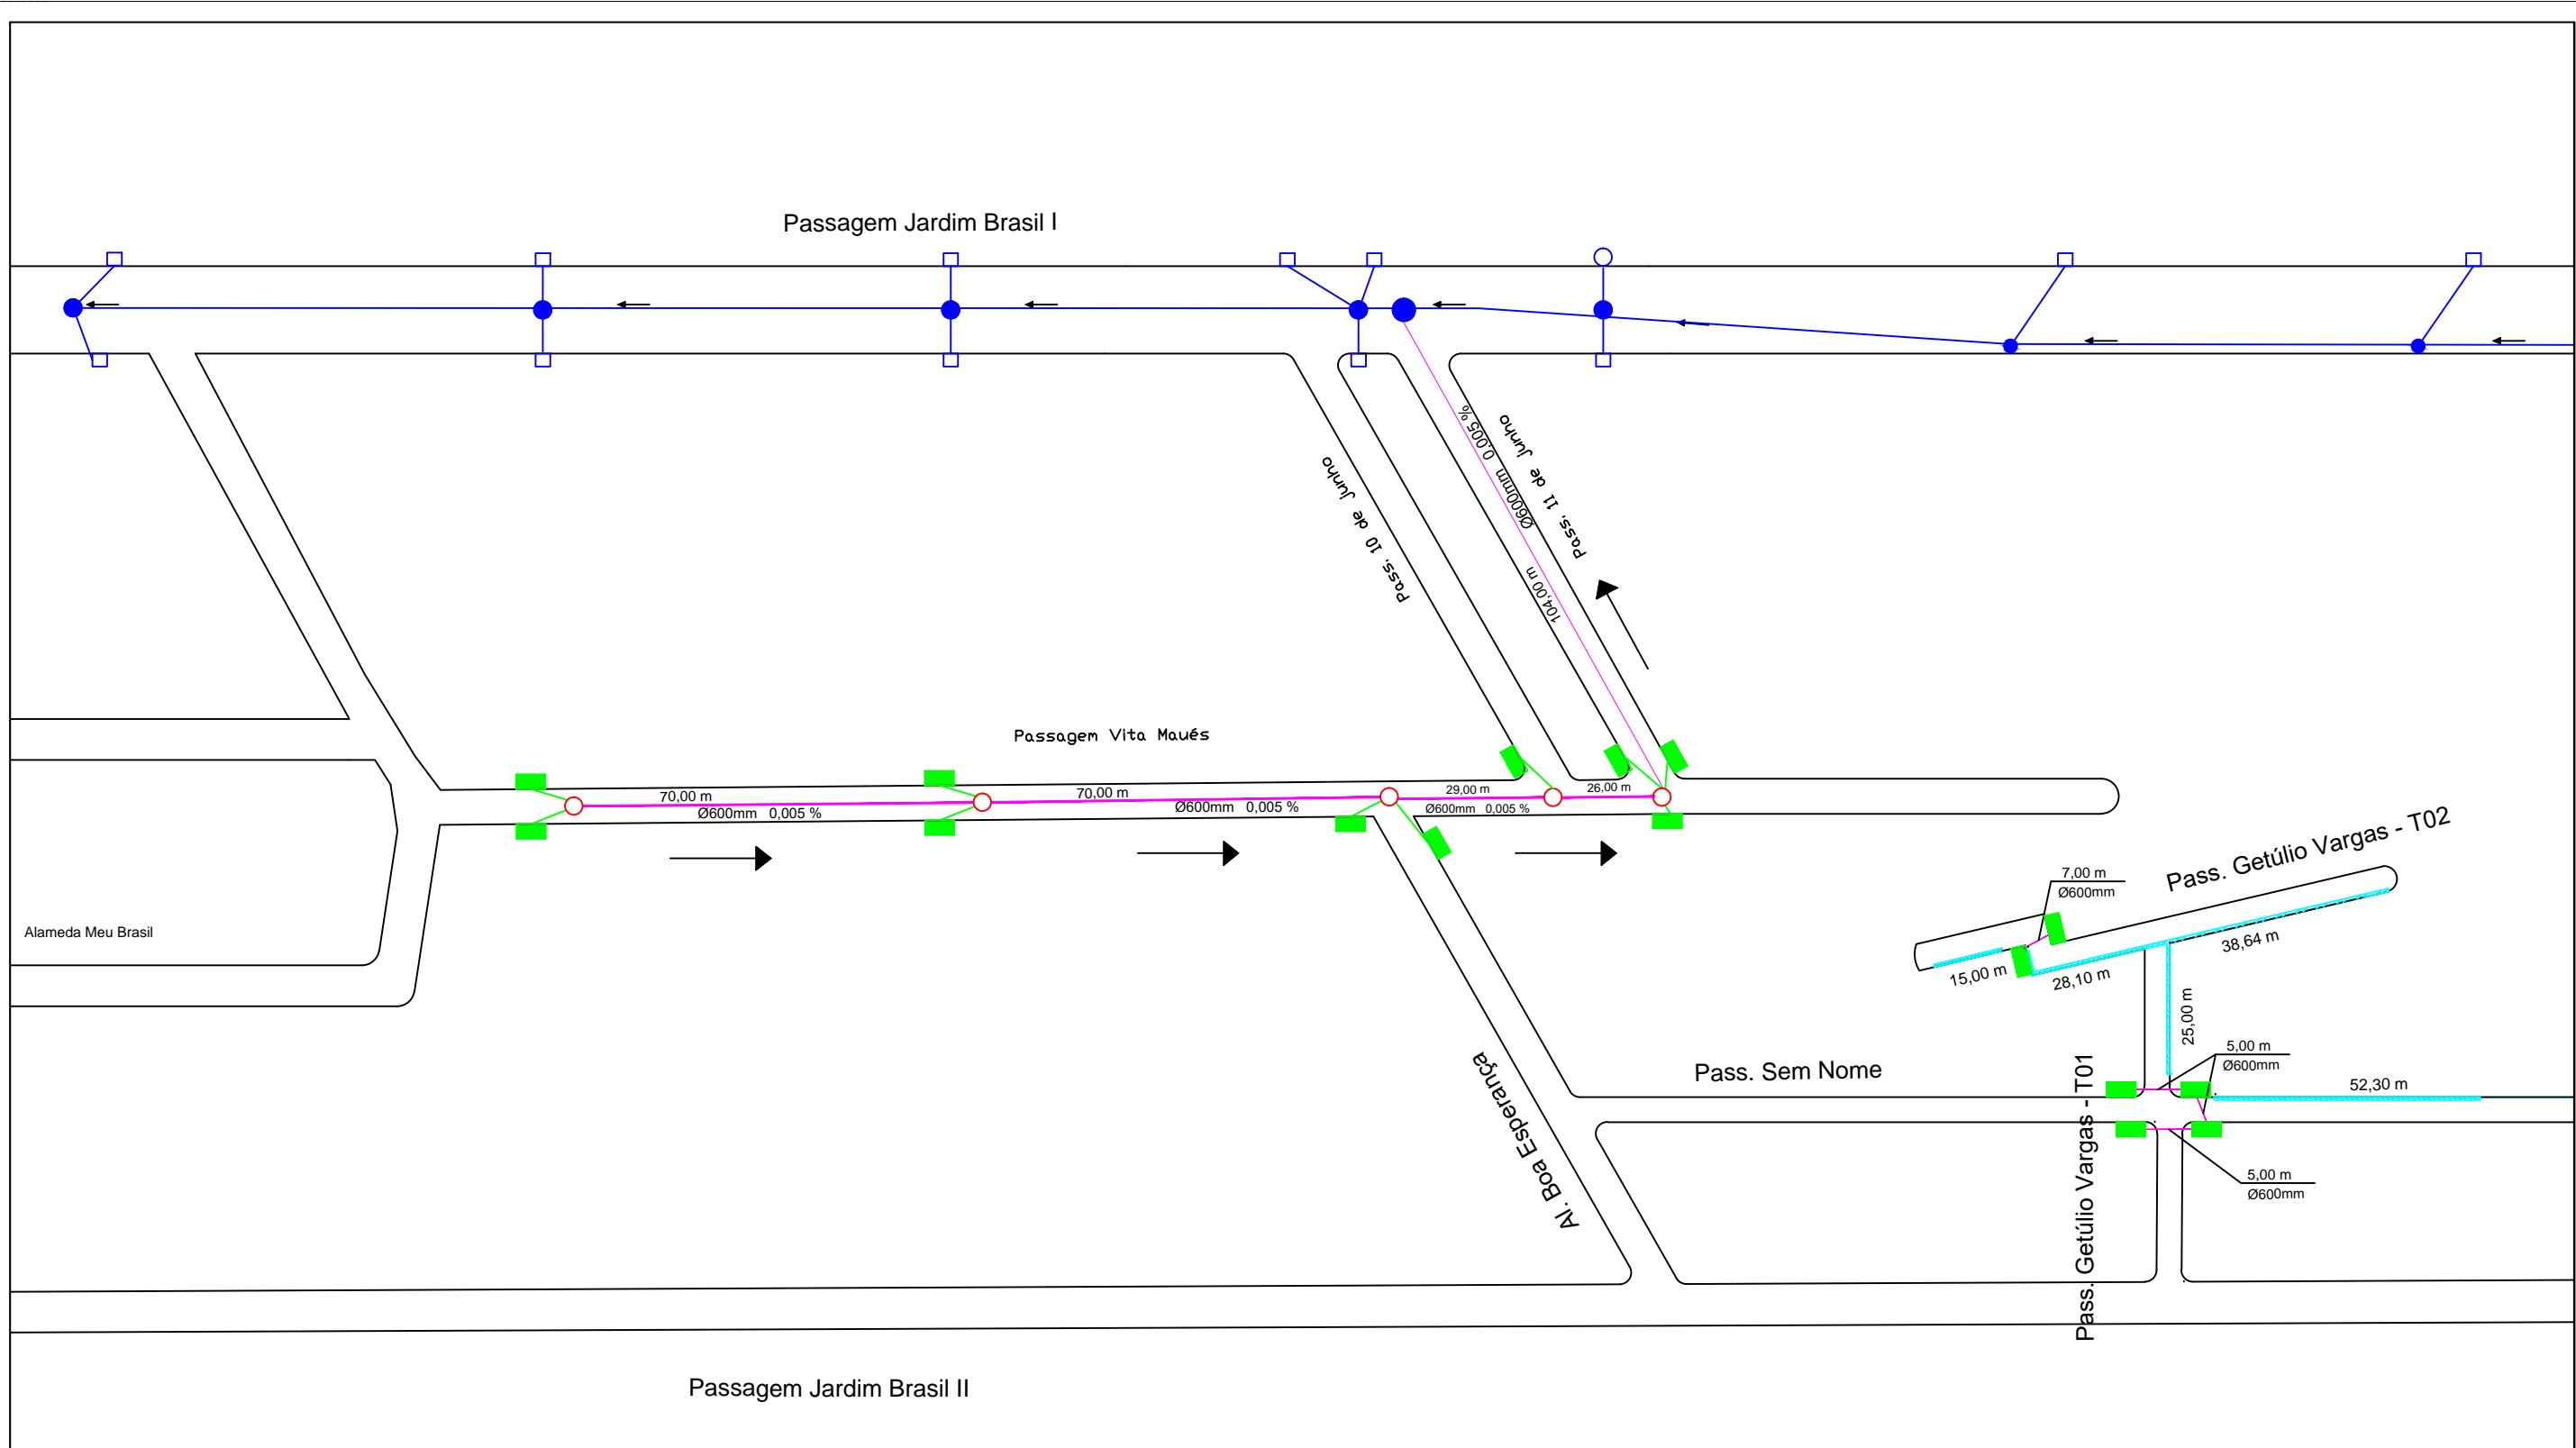 Passagem Jardim Brasil I
Pass. 10 de Junho
Ø600mm 0,005 %
104,00 m
Pass. 11 de Junho
Passagem Vita Maués
70,00 m
Ø600mm 0,005 %
70,00 m
Ø600mm 0,005 %
29,00 m
Ø600mm 0,005 %
26,00 m
Pass. Getúlio Vargas - T02
7,00 m
Ø600mm
Alameda Meu Brasil
15,00 m
28,10 m
38,64 m
25,00 m
5,00 m
Ø600mm
Pass. Sem Nome
52,30 m
Al. Boa Esperança
Pass. Getúlio Vargas - T01
5,00 m
Ø600mm
Passagem Jardim Brasil II